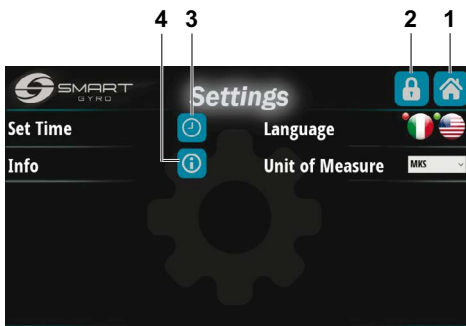 4 3 2 1
SMART
GYRO
Settings
Set Time Language
Info Unit of Measure MKS